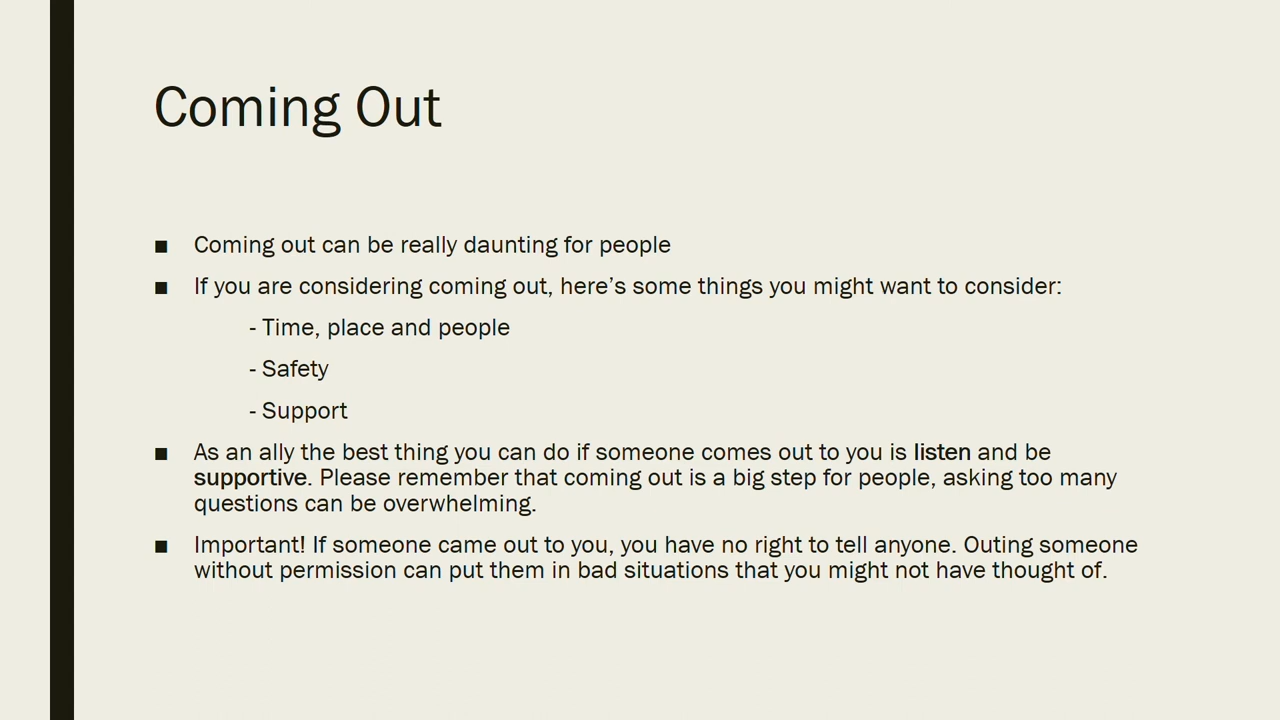 Coming Out
■ Coming out can be really daunting for people
■ If you are considering coming out, here’s some things you might want to consider:
- Time, place and people
- Safety
- Support
■ As an ally the best thing you can do if someone comes out to you is listen and be
supportive. Please remember that coming out is a big step for people, asking too many
questions can be overwhelming.
■ Important! If someone came out to you, you have no right to tell anyone. Outing someone
without permission can put them in bad situations that you might not have thought of.